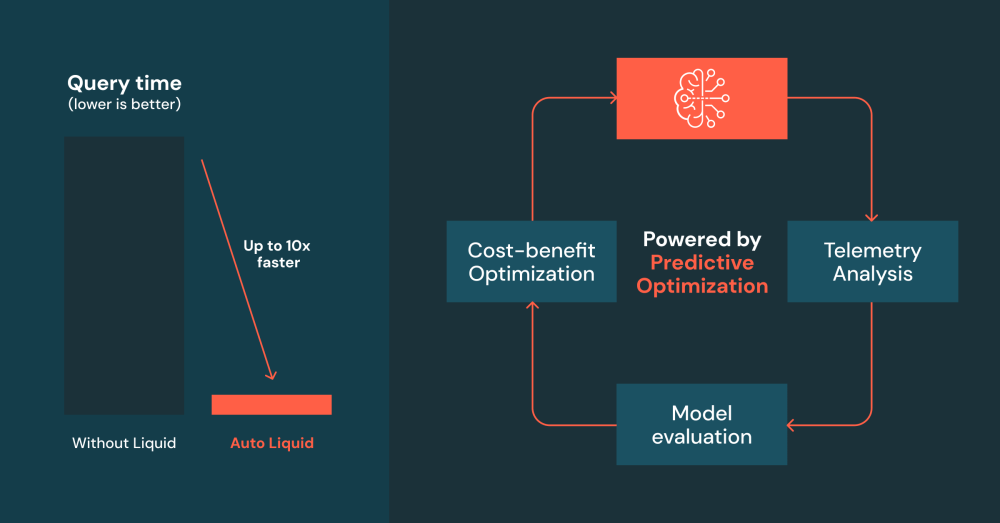 Query time
(lower is better)
Up to 10x
faster
Without Liquid
Auto Liquid
Cost-benefit
Optimization
Powered by
Predictive
Optimization
Telemetry
Analysis
Model
evaluation